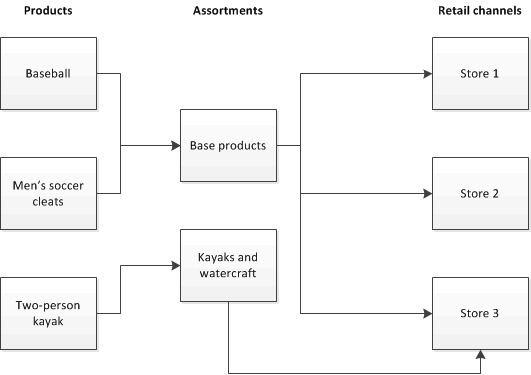 Products
Assortments
Retail channels
Baseball
Store 1
Base products
Men's soccer
cleats
Store 2
Kayaks and
watercraft
Two-person
kayak
Store 3